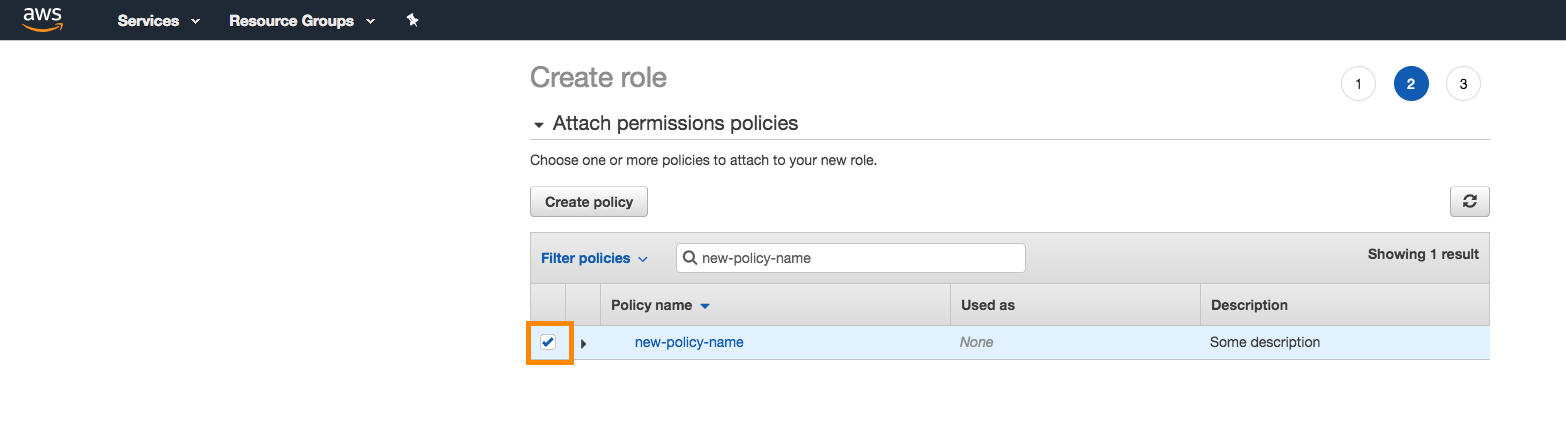 aws Services Resource Groups
Create role 1 2 3
Attach permissions policies
Choose one or more policies to attach to your new role.
Create policy
Filter policies new-policy-name Showing 1 result
Policy name Used as Description
new-policy-name None Some description